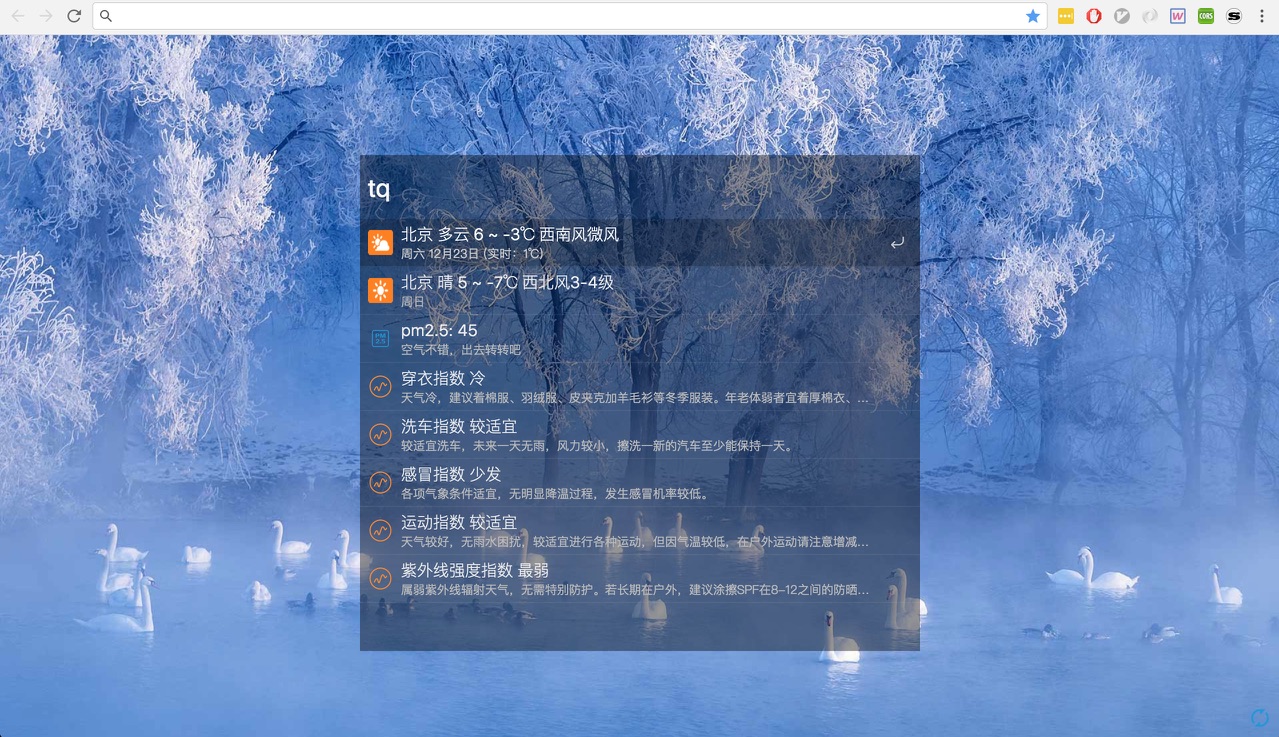 tq
北京 多云 6 ~ -3℃ 西南风微风
周六 12月23日 (实时：1℃)
北京 晴 5 ~ -7℃ 西北风3-4级
周日
PM
2.5
pm2.5: 45
空气不错，出去转转吧
穿衣指数 冷
天气冷，建议着棉服、羽绒服、皮夹克加羊毛衫等冬季服装。年老体弱者宜着厚棉衣、…
洗车指数 较适宜
较适宜洗车，未来一天无雨，风力较小，擦洗一新的汽车至少能保持一天。
感冒指数 少发
各项气象条件适宜，无明显降温过程，发生感冒机率较低。
运动指数 较适宜
天气较好，无雨水困扰，较适宜进行各种运动，但因气温较低，在户外运动请注意增减…
紫外线强度指数 最弱
属弱紫外线辐射天气，无需特别防护。若长期在户外，建议涂擦SPF在8-12之间的防晒…
W
CORS
S